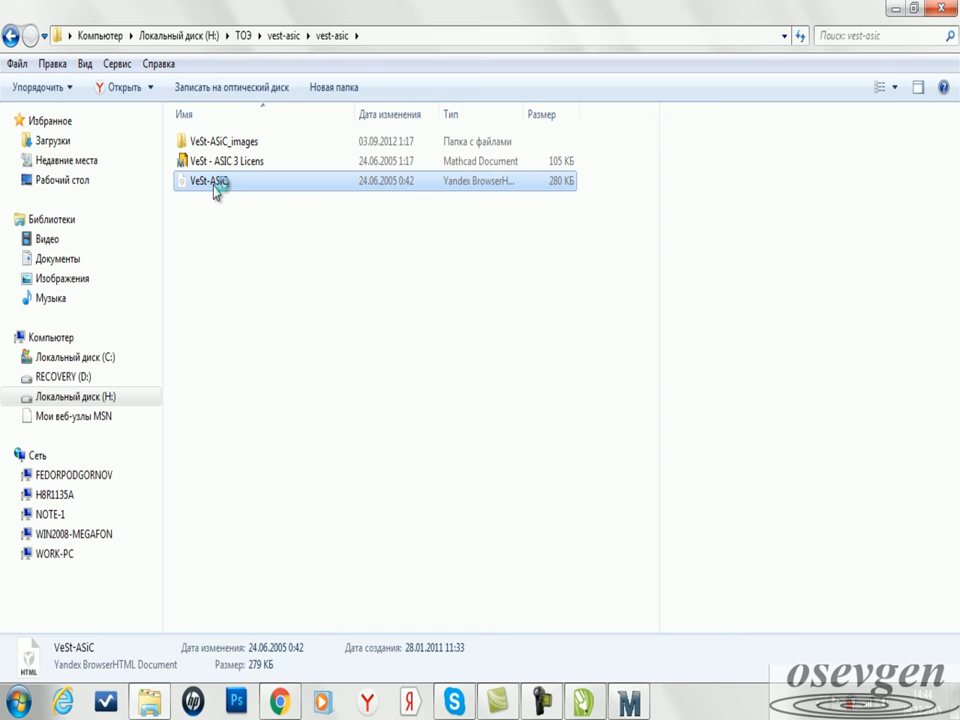 Компьютер ▸ Локальный диск (H:) ▸ ТОЭ ▸ vest-asic ▸ vest-asic ▸
Поиск: vest-asic
Файл Правка Вид Сервис Справка
Упорядочить ▼ Открыть ▼ Записать на оптический диск Новая папка
Имя Дата изменения Тип Размер
VeSt-ASiC_images 03.09.2012 1:17 Папка с файлами
VeSt - ASIC 3 Licens 24.06.2005 1:17 Mathcad Document 105 КБ
VeSt-ASiC 24.06.2005 0:42 Yandex BrowserH... 280 КБ
Избранное
Загрузки
Недавние места
Рабочий стол
Библиотеки
Видео
Документы
Изображения
Музыка
Компьютер
Локальный диск (C:)
RECOVERY (D:)
Локальный диск (H:)
Мои веб-узлы MSN
Сеть
FEDORPODGORNOV
H8R1135A
NOTE-1
WIN2008-MEGAFON
WORK-PC
HTML
VeSt-ASiC Дата изменения: 24.06.2005 0:42 Дата создания: 28.01.2011 11:33
Yandex BrowserHTML Document Размер: 279 КБ
osevgen